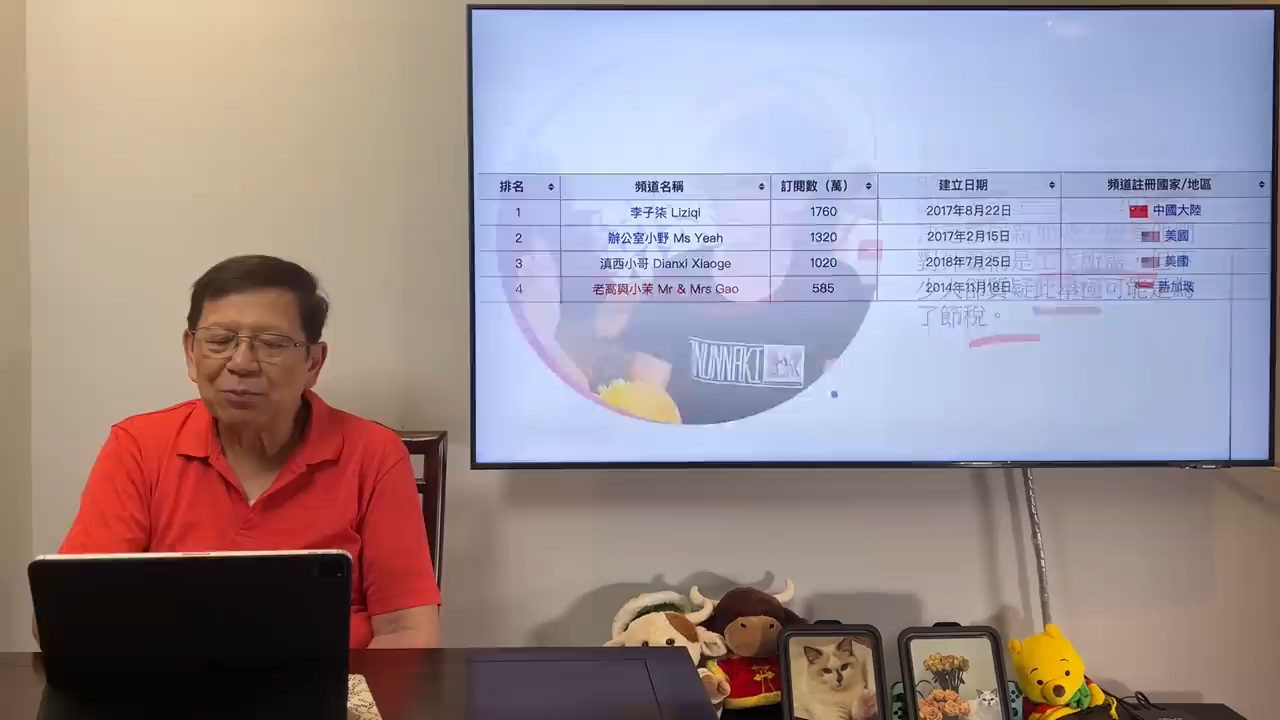 排名 頻道名稱 訂閱數（萬） 建立日期 頻道註冊國家/地區
1 李子柒 Liziqi 1760 2017年8月22日 中國大陸
2 辦公室小野 Ms Yeah 1320 2017年2月15日 美國
3 滇西小哥 Dianxi Xiaoge 1020 2018年7月25日 美國
4 老高與小茉 Mr & Mrs Gao 585 2014年11月18日 新加坡
了節稅。
NUNNAKI